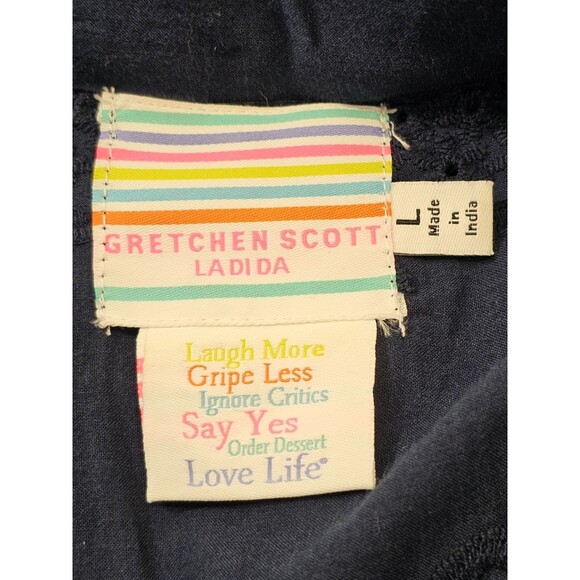 GRETCHEN SCOTT
LADIDA
L
Made
in
India
Laugh More
Gripe Less
Ignore Critics
Say Yes
Order Dessert
Love Life®